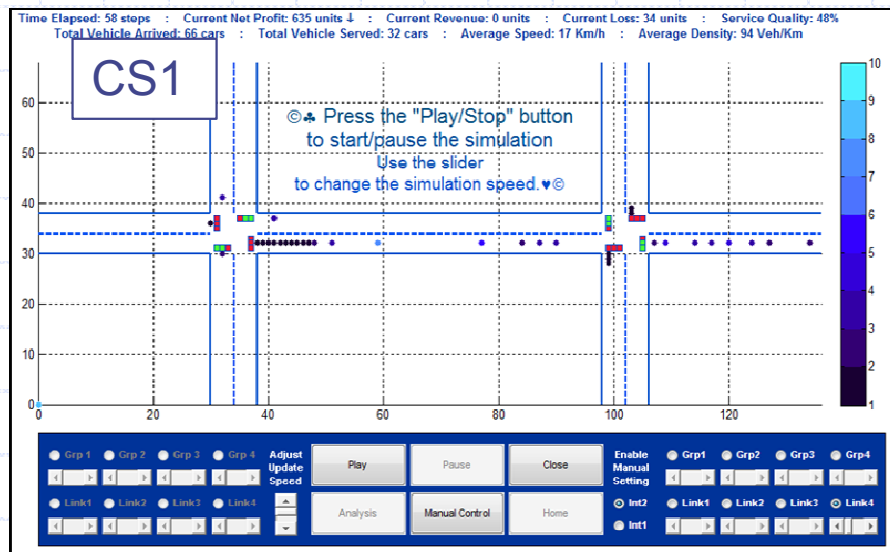 Time Elapsed: 58 steps : Current Net Profit: 635 units ↓ : Current Revenue: 0 units : Current Loss: 34 units : Service Quality: 48%
Total Vehicle Arrived: 66 cars : Total Vehicle Served: 32 cars : Average Speed: 17 Km/h : Average Density: 94 Veh/Km
CS1
©♣ Press the "Play/Stop" button
to start/pause the simulation
Use the slider
to change the simulation speed.♥©
60
50
40
30
20
10
0
0 20 40 60 80 100 120
10
9
8
7
6
5
4
3
2
1
Grp 1 Grp 2 Grp 3 Grp 4
Link1 Link2 Link3 Link4
Adjust
Update
Speed
Play Pause Close
Analysis Manual Control Home
Enable
Manual
Setting
Int2
Int1
Grp1 Grp2 Grp3 Grp4
Link1 Link2 Link3 Link4